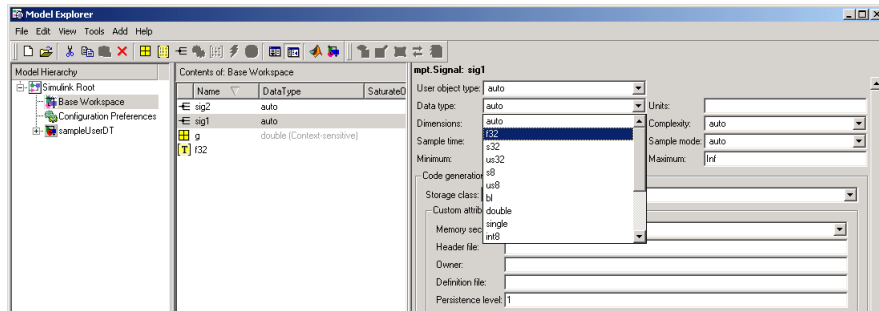 Model Explorer
File Edit View Tools Add Help
Model Hierarchy
Simulink Root
Base Workspace
Configuration Preferences
sampleUserDT
Contents of: Base Workspace
Name DataType SaturateO
sig2 auto
sig1 auto
g double (Context-sensitive)
[T] f32
mpt.Signal: sig1
User object type: auto
Data type: auto Units:
Dimensions: auto Complexity: auto
Sample time: f32 Sample mode: auto
s32
Minimum: us32 Maximum: Inf
Code generation s8
us8
Storage class: bl
Custom attrib double
Memory sec single
Header file: int8
Owner:
Definition file:
Persistence level: 1